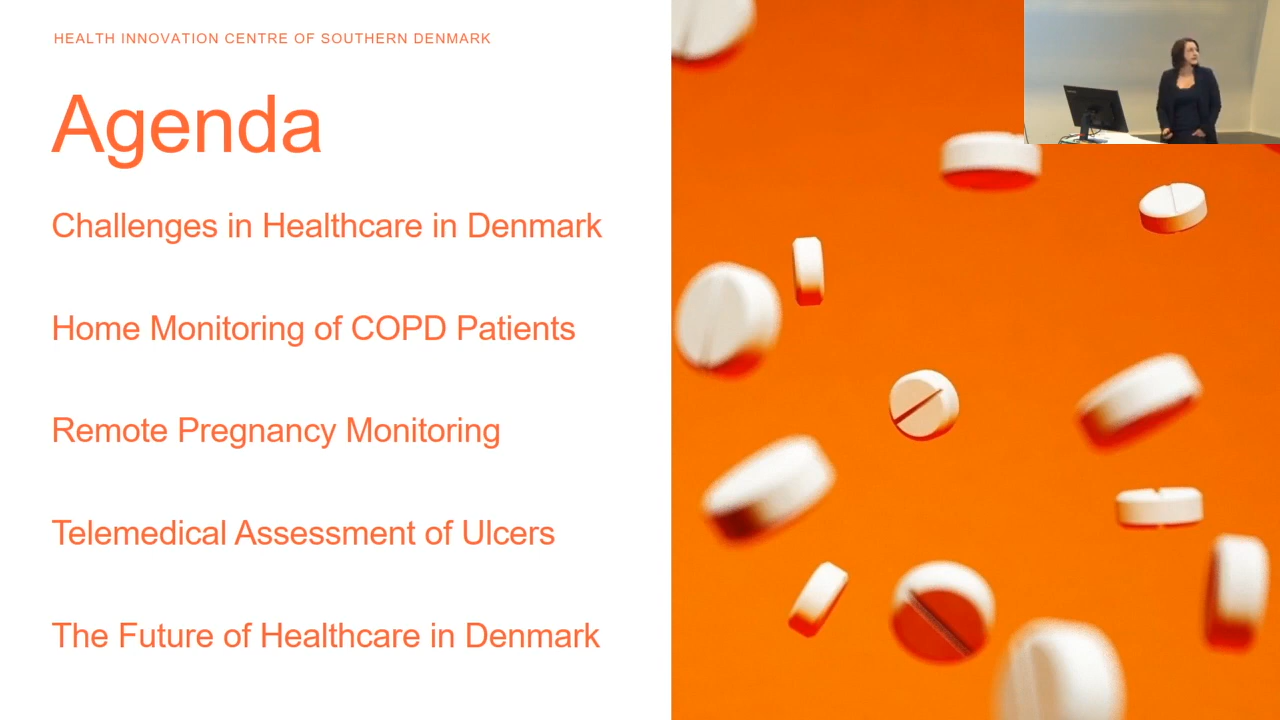 HEALTH INNOVATION CENTRE OF SOUTHERN DENMARK
Agenda
Challenges in Healthcare in Denmark
Home Monitoring of COPD Patients
Remote Pregnancy Monitoring
Telemedical Assessment of Ulcers
The Future of Healthcare in Denmark